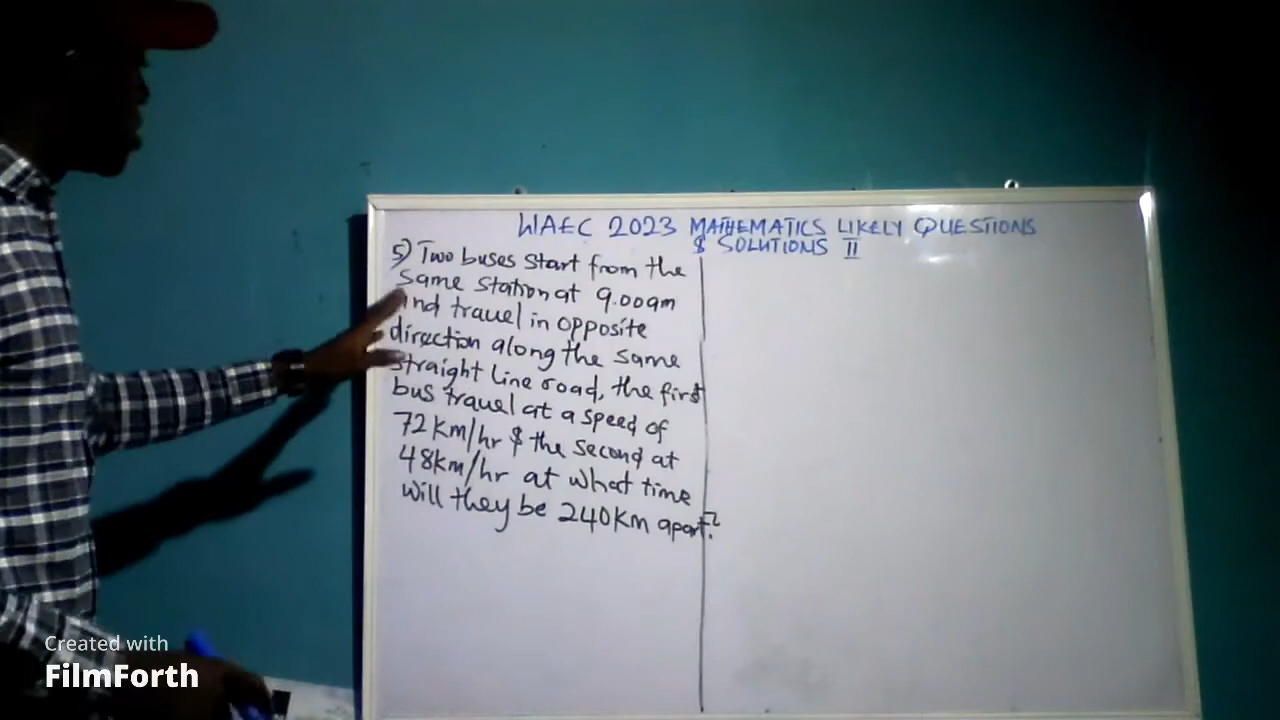 WAEC 2023 MATHEMATICS LIKELY QUESTIONS
& SOLUTIONS II
5) Two buses start from the
same station at 9.00am
and travel in opposite
direction along the same
straight line road, the first
bus travel at a speed of
72km/hr & the second at
48km/hr at what time
will they be 240km apart?
Created with
FilmForth